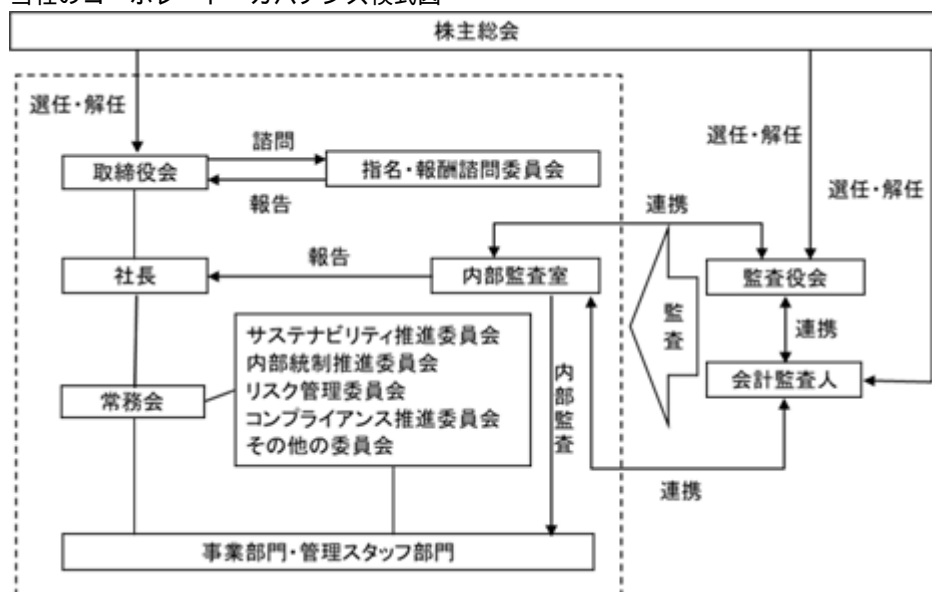 当社のコーポレート・ガバナンス模式図
株主総会
選任・解任
選任・解任
選任・解任
諮問
取締役会
指名・報酬諮問委員会
報告
連携
社長
報告
内部監査室
監査役会
監査
連携
サステナビリティ推進委員会
内部統制推進委員会
リスク管理委員会
コンプライアンス推進委員会
その他の委員会
常務会
内部監査
会計監査人
連携
事業部門・管理スタッフ部門